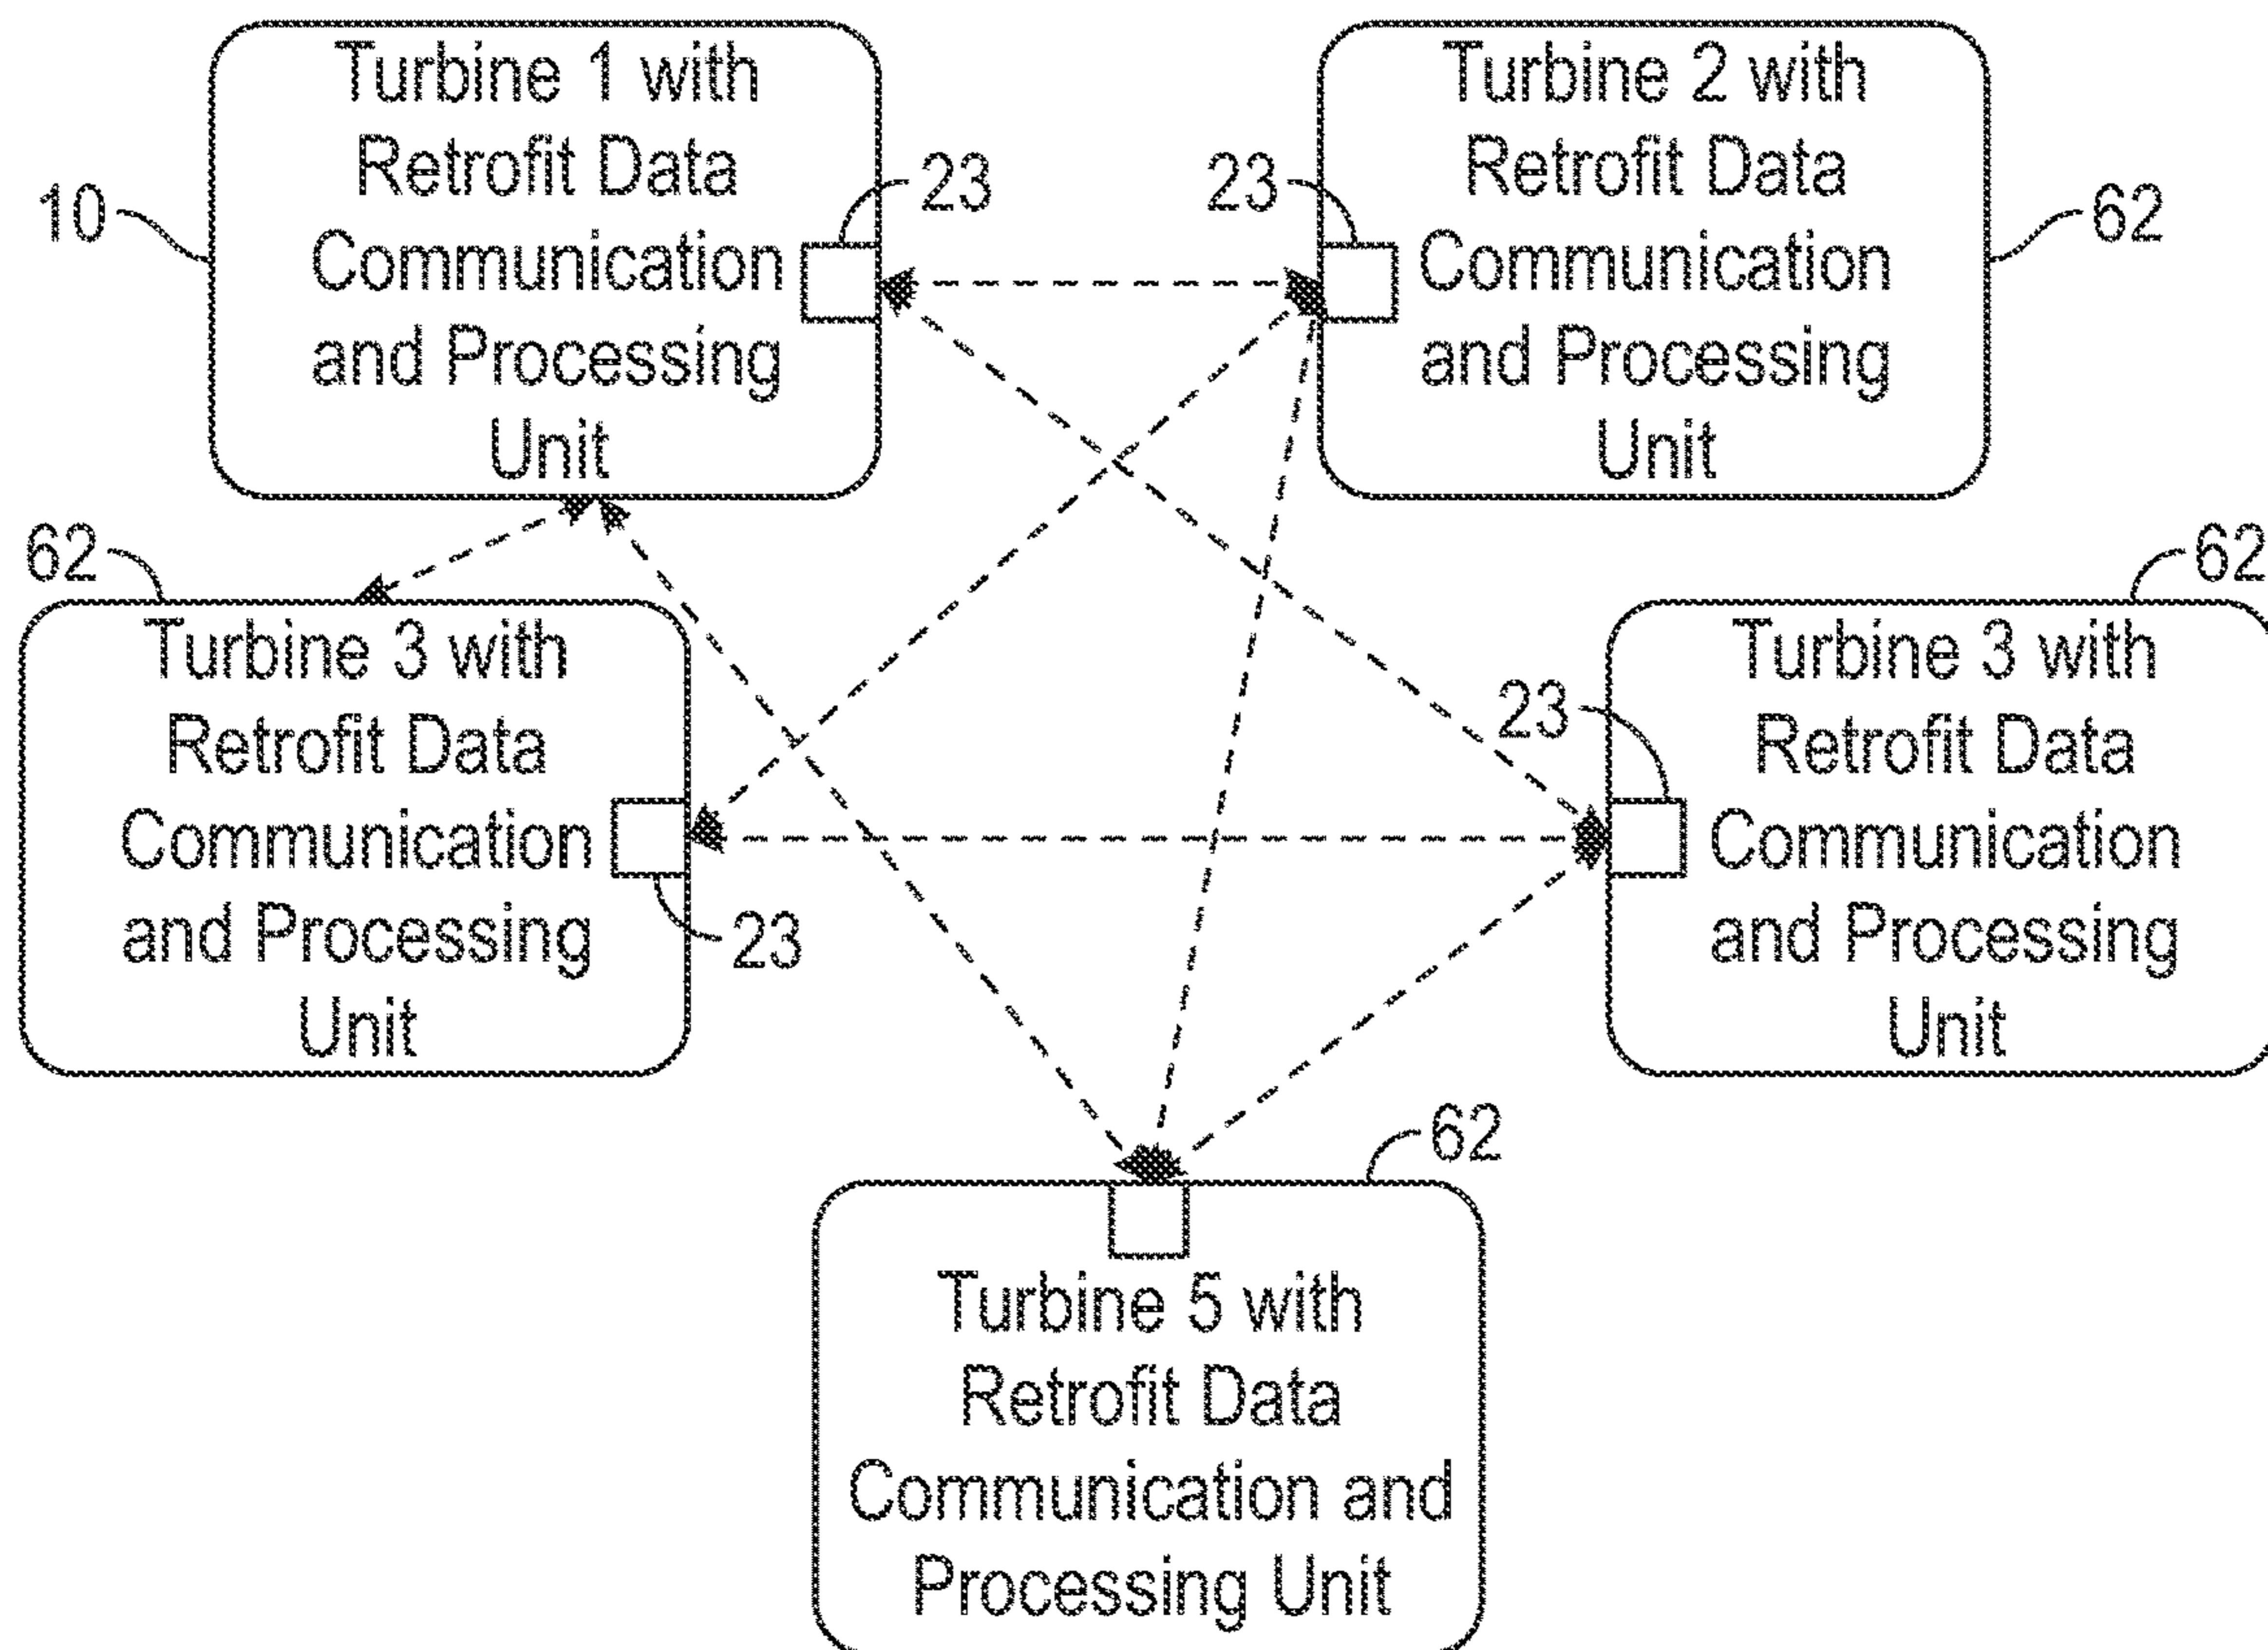 Turbine 1 with
Retrofit Data
Communication
and Processing
Unit
10
23
23
Turbine 2 with
Retrofit Data
Communication
and Processing
Unit
62
62
Turbine 3 with
Retrofit Data
Communication
and Processing
Unit
23
62
23
Turbine 3 with
Retrofit Data
Communication
and Processing
Unit
62
Turbine 5 with
Retrofit Data
Communication and
Processing Unit